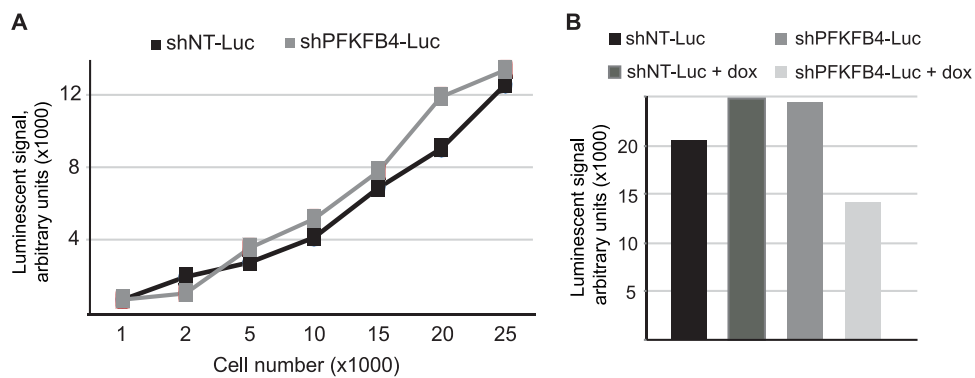 A
shNT-Luc shPFKFB4-Luc
Luminescent signal,
arbitrary units (x1000)
12
8
4
1 2 5 10 15 20 25
Cell number (x1000)
B
shNT-Luc shPFKFB4-Luc
shNT-Luc + dox shPFKFB4-Luc + dox
Luminescent signal
arbitrary units (x1000)
20
15
10
5